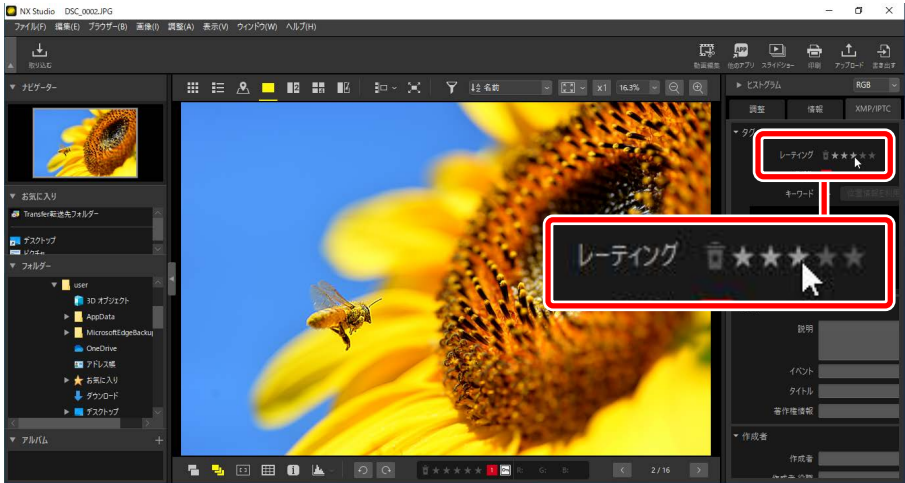 NX Studio DSC_0002.JPG
ファイル(F) 編集(E) ブラウザー(B) 画像(I) 調整(A) 表示(V) ウィンドウ(W) ヘルプ(H)
取り込む 動画編集 他のアプリ スライドショー 印刷 アップロード 書き出す
ナビゲーター
名前 x1 16.3%
ヒストグラム RGB
調整 情報 XMP/IPTC
レーティング
キーワード
レーティング
お気に入り
Transfer転送先フォルダー
デスクトップ
ピクチャ
フォルダー
user
3D オブジェクト
AppData
MicrosoftEdgeBackup
OneDrive
アドレス帳
お気に入り
ダウンロード
デスクトップ
説明
イベント
タイトル
著作権情報
作成者
作成者
アルバム
R: G: B: 2 / 16